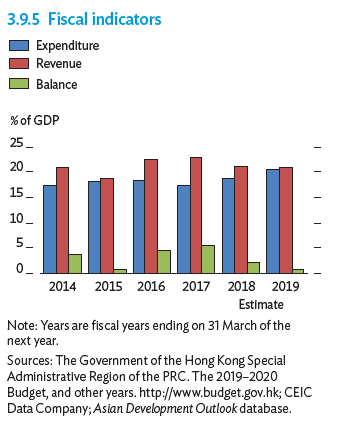 3.9.5 Fiscal indicators
Expenditure
Revenue
Balance
% of GDP
25
20
15
10
5
0
2014 2015 2016 2017 2018 2019
Estimate
Note: Years are fiscal years ending on 31 March of the
next year.
Sources: The Government of the Hong Kong Special
Administrative Region of the PRC. The 2019–2020
Budget, and other years. http://www.budget.gov.hk; CEIC
Data Company; Asian Development Outlook database.